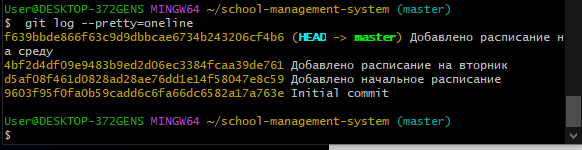 User@DESKTOP-372GENS MINGW64 ~/school-management-system (master)
$ git log --pretty=oneline
f639bbde866f63c9d9dbbcae6734b243206cf4b6 (HEAD -> master) Добавлено расписание н
а среду
4bf2d4df09e9483b9ed2d06ec3384fcaa39de761 Добавлено расписание на вторник
d5af08f461d0828ad28ae76dd1e14f58047e8c59 Добавлено начальное расписание
9603f95f0fa0b59cadd6c6fa66dc6582a17a763e Initial commit
User@DESKTOP-372GENS MINGW64 ~/school-management-system (master)
$